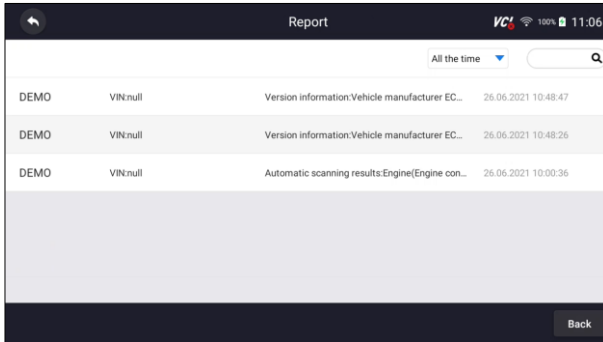 Report VCI 100% 11:06
All the time
DEMO VIN:null Version information:Vehicle manufacturer EC... 26.06.2021 10:48:47
DEMO VIN:null Version information:Vehicle manufacturer EC... 26.06.2021 10:48:26
DEMO VIN:null Automatic scanning results:Engine(Engine con... 26.06.2021 10:00:36
Back